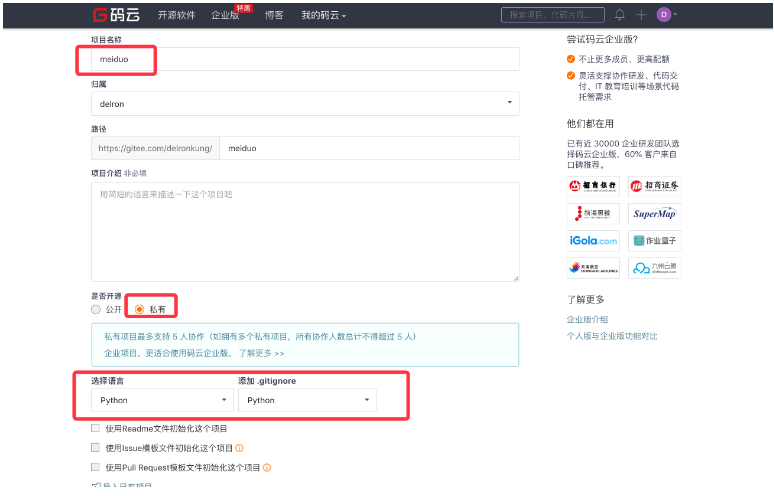 码云 开源软件 企业版 特惠 博客 我的码云 搜索项目、代码片段... D
项目名称
meiduo
归属
delron
路径
https://gitee.com/deironkung/ meiduo
项目介绍 非必填
用简短的语言来描述一下这个项目吧
是否开源
公开 私有
私有项目最多支持 5 人协作（如拥有多个私有项目，所有协作人数总计不得超过 5 人）
企业项目，更适合使用码云企业版， 了解更多 >>
选择语言 添加 .gitignore
Python Python
使用Readme文件初始化这个项目
使用Issue模板文件初始化这个项目
使用Pull Request模板文件初始化这个项目
导入已有项目
尝试码云企业版?
不止更多成员、更高配额
灵活支撑协作研发、代码交
付、IT 教育培训等场景代码
托管需求
他们都在用
已有近 30000 企业研发团队选
择码云企业版，60% 客户来自
口碑推荐。
招商银行 招商证券
SuperMap
iGola.com 作业盒子
九州云腾
了解更多
企业版介绍
个人版与企业版功能对比